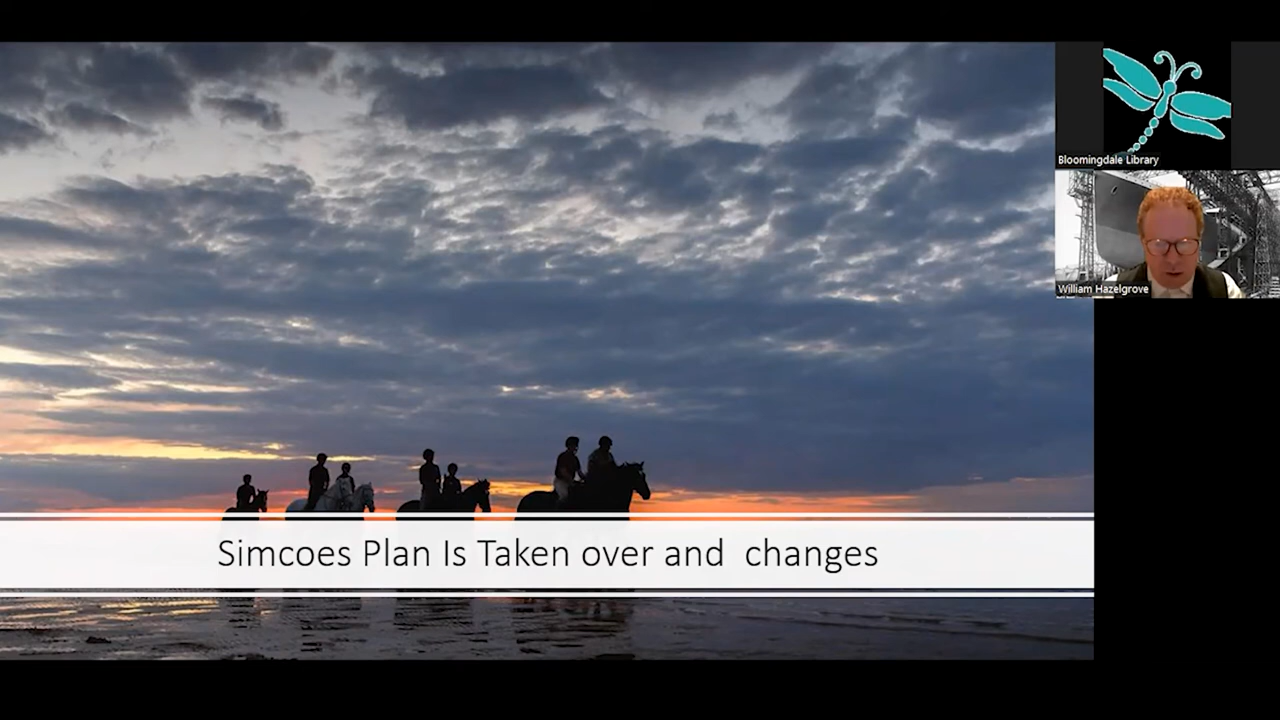 Bloomingdale Library
William Hazelgrove
Simcoes Plan Is Taken over and  changes